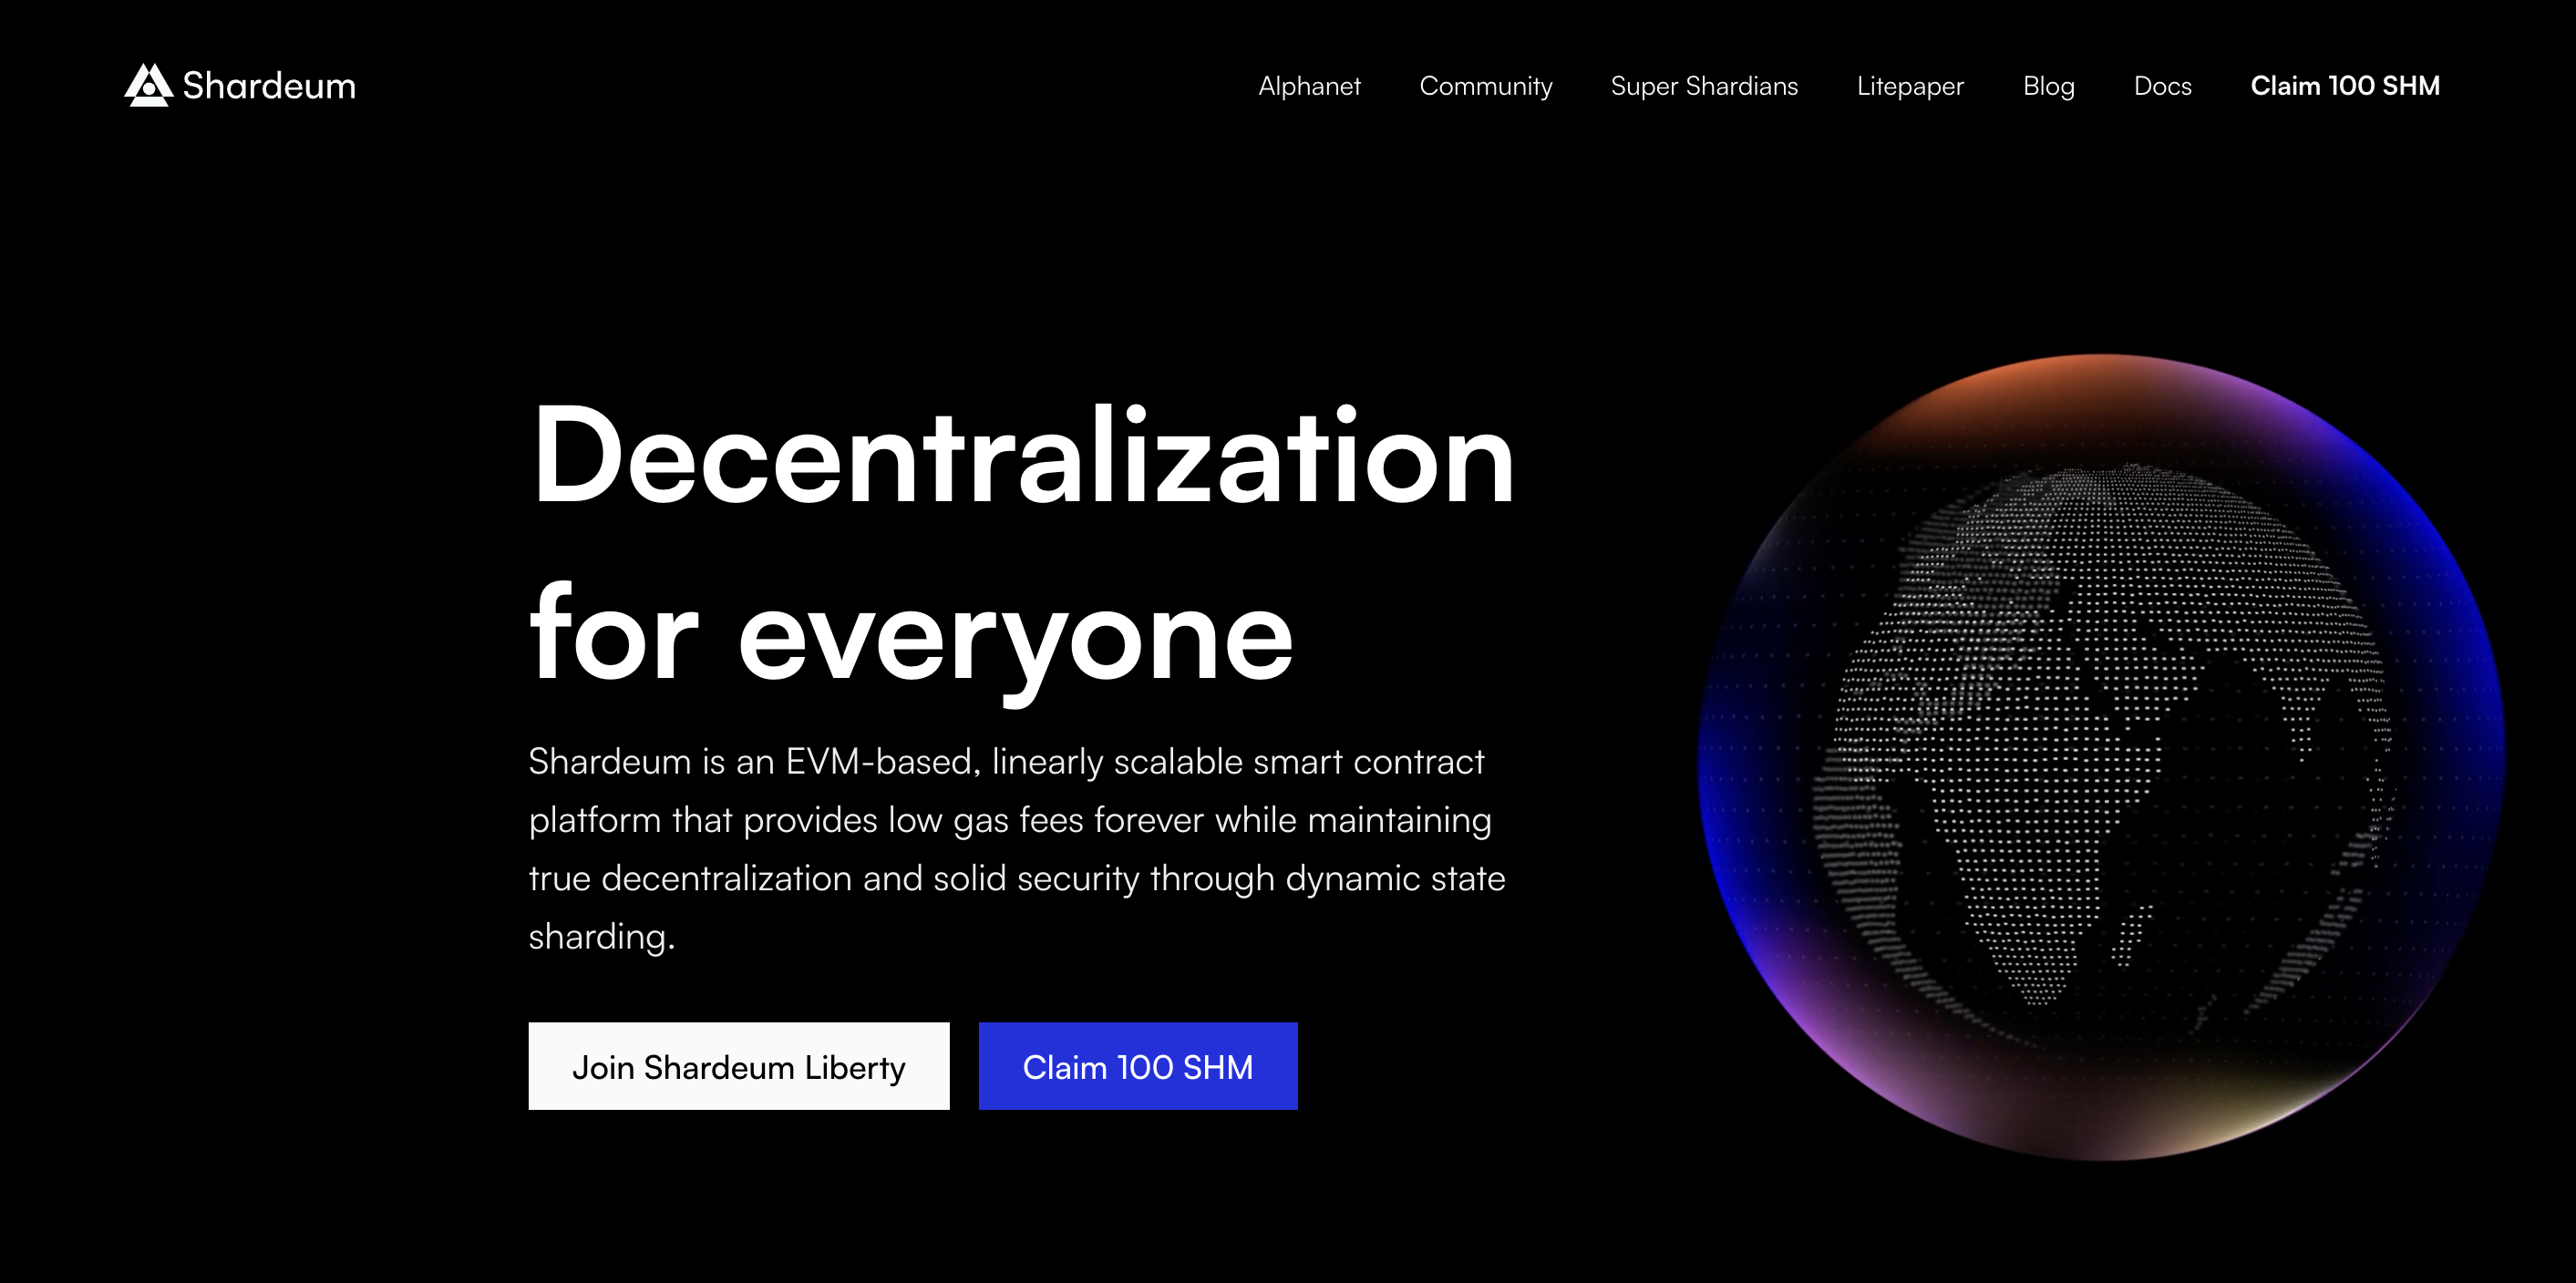 Shardeum
Alphanet
Community
Super Shardians
Litepaper
Blog
Docs
Claim 100 SHM
Decentralization
for everyone
Shardeum is an EVM-based, linearly scalable smart contract
platform that provides low gas fees forever while maintaining
true decentralization and solid security through dynamic state
sharding.
Join Shardeum Liberty
Claim 100 SHM